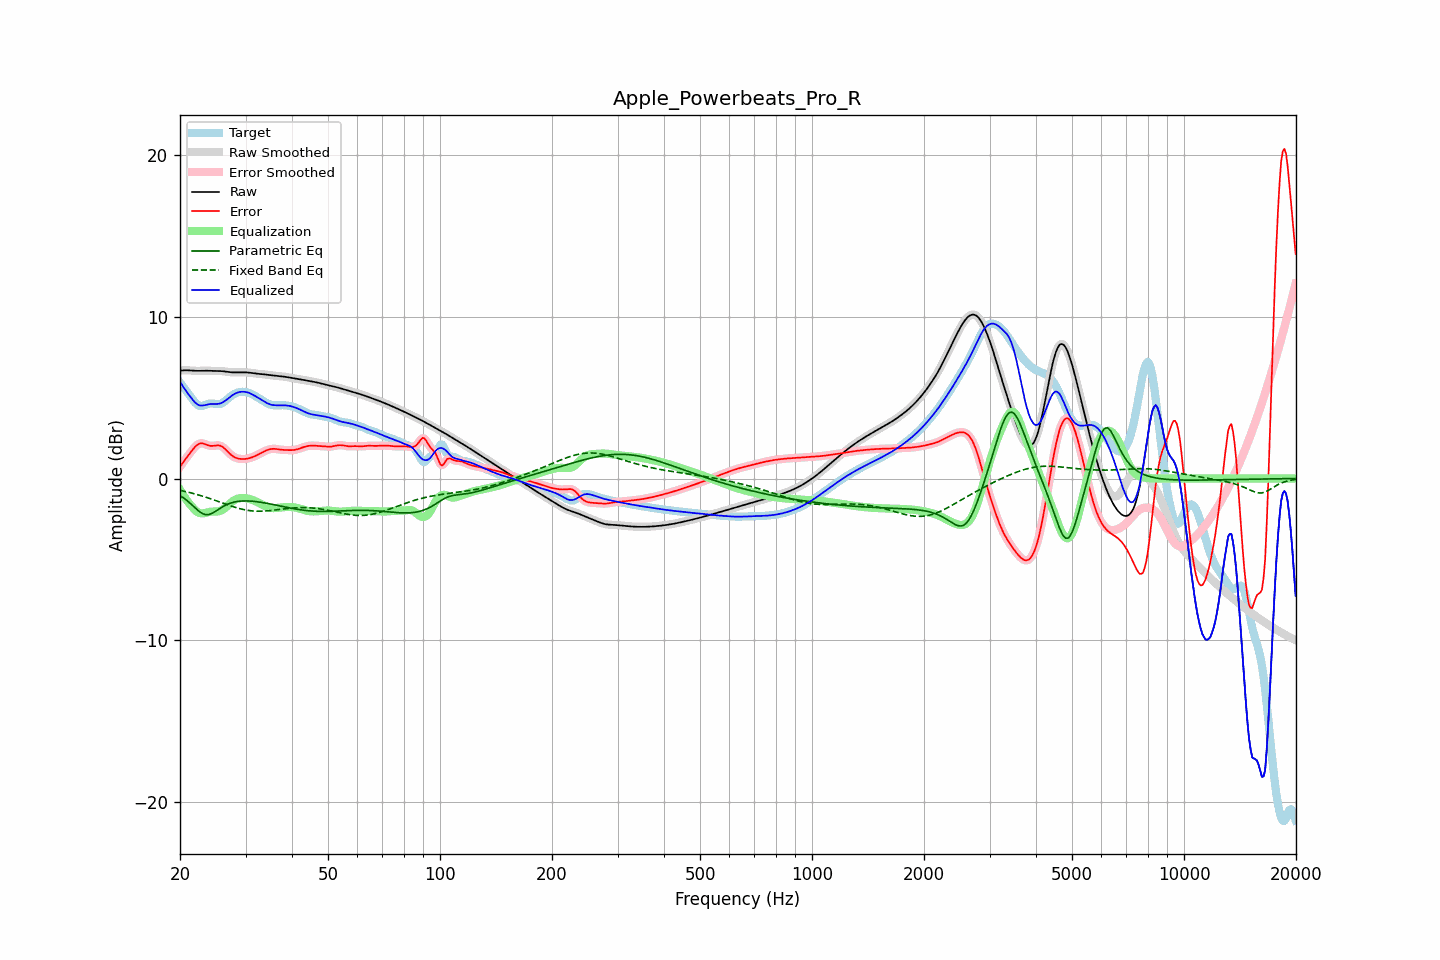 Apple_Powerbeats_Pro_R
Target
Raw Smoothed
Error Smoothed
Raw
Error
Equalization
Parametric Eq
Fixed Band Eq
Equalized
20
10
0
−10
−20
Amplitude (dBr)
20
50
100
200
500
1000
2000
5000
10000
20000
Frequency (Hz)